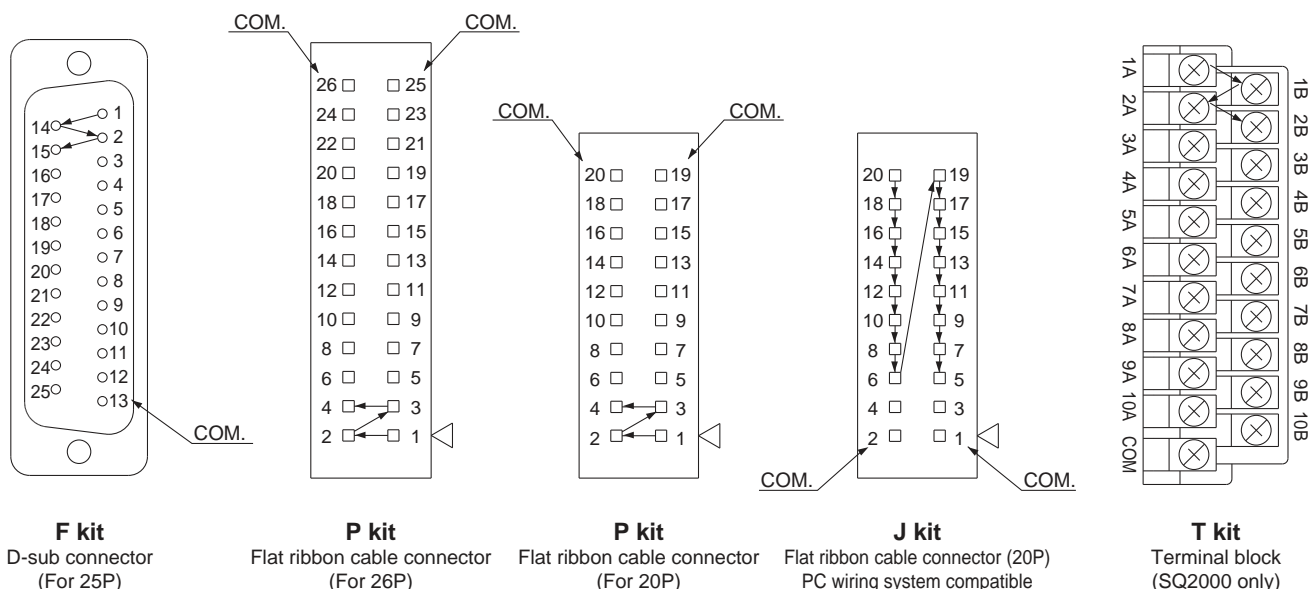 COM.
COM.
1
14
2
15
3
16
4
17
5
18
6
19
7
20
8
21
9
22
10
23
11
24
12
25
13
COM.
F kit
D-sub connector
(For 25P)
26 25
24 23
22 21
20 19
18 17
16 15
14 13
12 11
10 9
8 7
6 5
4 3
2 1
P kit
Flat ribbon cable connector
(For 26P)
COM.
COM.
20 19
18 17
16 15
14 13
12 11
10 9
8 7
6 5
4 3
2 1
P kit
Flat ribbon cable connector
(For 20P)
20 19
18 17
16 15
14 13
12 11
10 9
8 7
6 5
4 3
2 1
COM.
COM.
J kit
Flat ribbon cable connector (20P)
PC wiring system compatible
1A
2A
3A
4A
5A
6A
7A
8A
9A
10A
COM
1B
2B
3B
4B
5B
6B
7B
8B
9B
10B
T kit
Terminal block
(SQ2000 only)